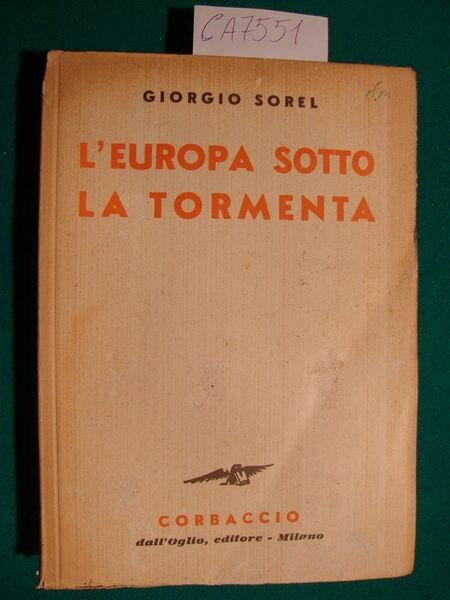 CA7551
GIORGIO SOREL
L'EUROPA SOTTO
LA TORMENTA
CORBACCIO
dall'Oglio, editore - Milano